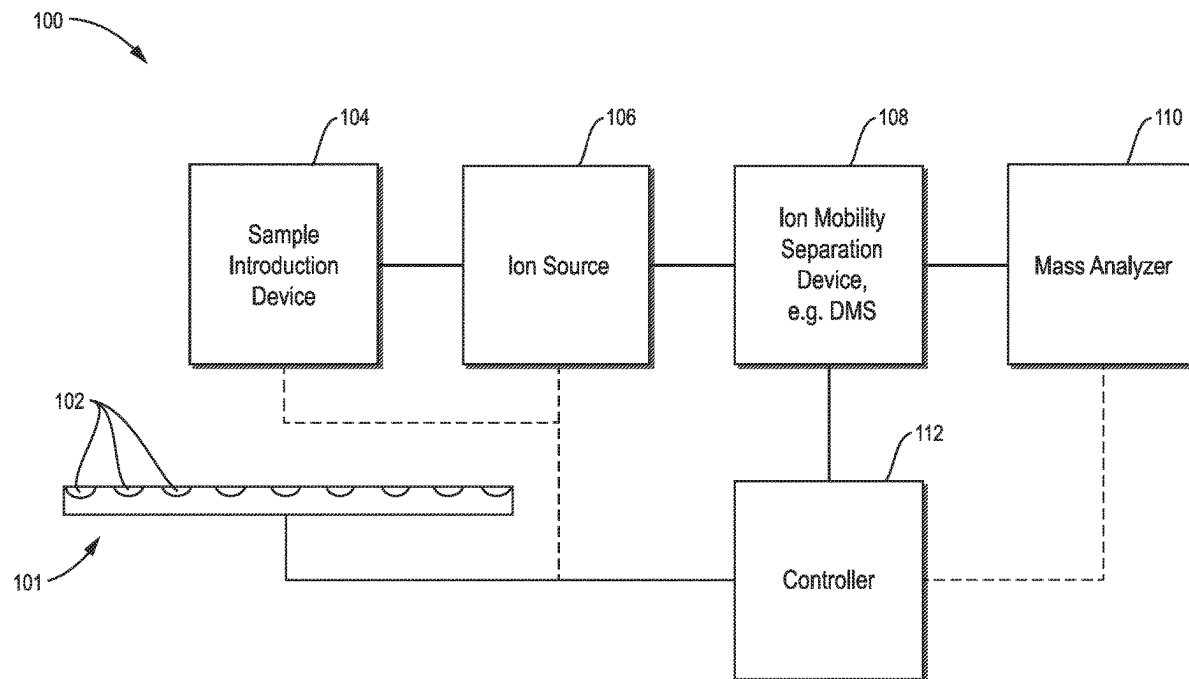 100
104
106
108
110
Sample
Introduction
Device
Ion Source
Ion Mobility
Separation
Device,
e.g. DMS
Mass Analyzer
102
112
101
Controller